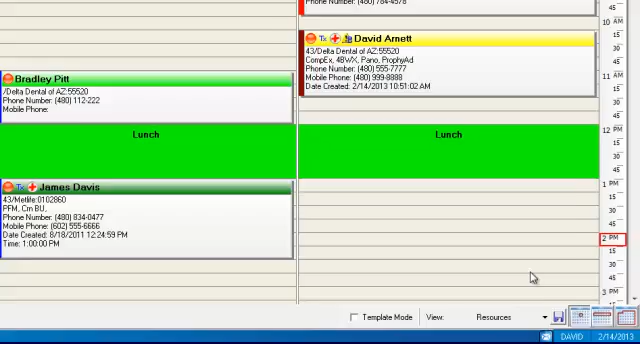 Phone Number: (480) 784-4578
45
10 AM
15
30
45
11 AM
15
30
45
12 PM
15
30
45
1 PM
15
30
45
2 PM
15
30
45
3 PM
Tx David Arnett
43/Delta Dental of AZ:55520
CompEx, 4BWX, Pano, ProphyAd
Phone Number: (480) 555-7777
Mobile Phone: (480) 999-8888
Date Created: 2/14/2013 10:51:02 AM
Bradley Pitt
/Delta Dental of AZ:55520
Phone Number: (480) 112-222
Mobile Phone:
Lunch
Lunch
Tx James Davis
43/Metlife:0102860
PFM, Crn BU,
Phone Number: (480) 834-0477
Mobile Phone: (602) 555-6666
Date Created: 8/18/2011 12:24:59 PM
Time: 1:00:00 PM
Template Mode View: Resources
DAVID 2/14/2013